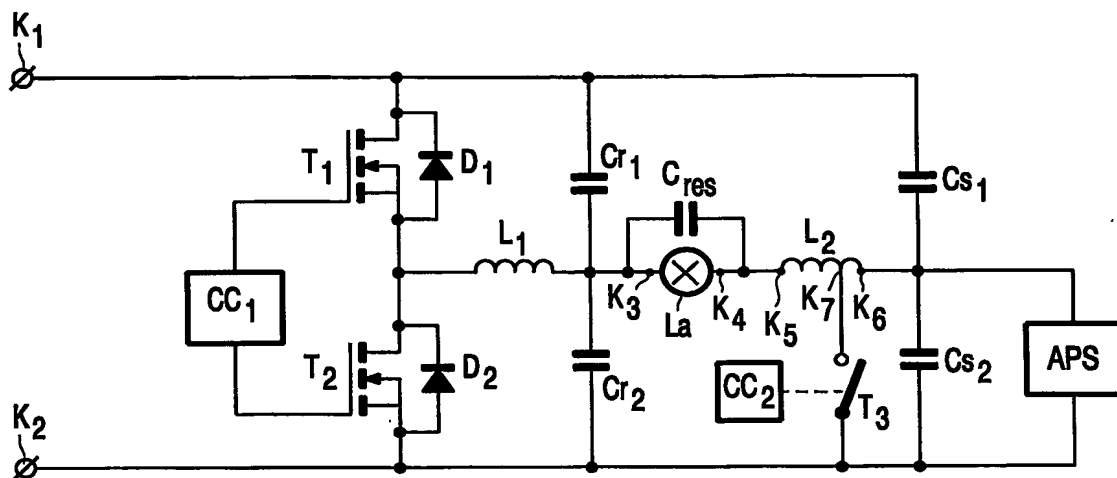 K1
T1
D1
Cr1
Cres
Cs1
L1
L2
CC1
K3
La
K4
K5
K7
K6
T2
D2
Cr2
CC2
T3
Cs2
APS
K2